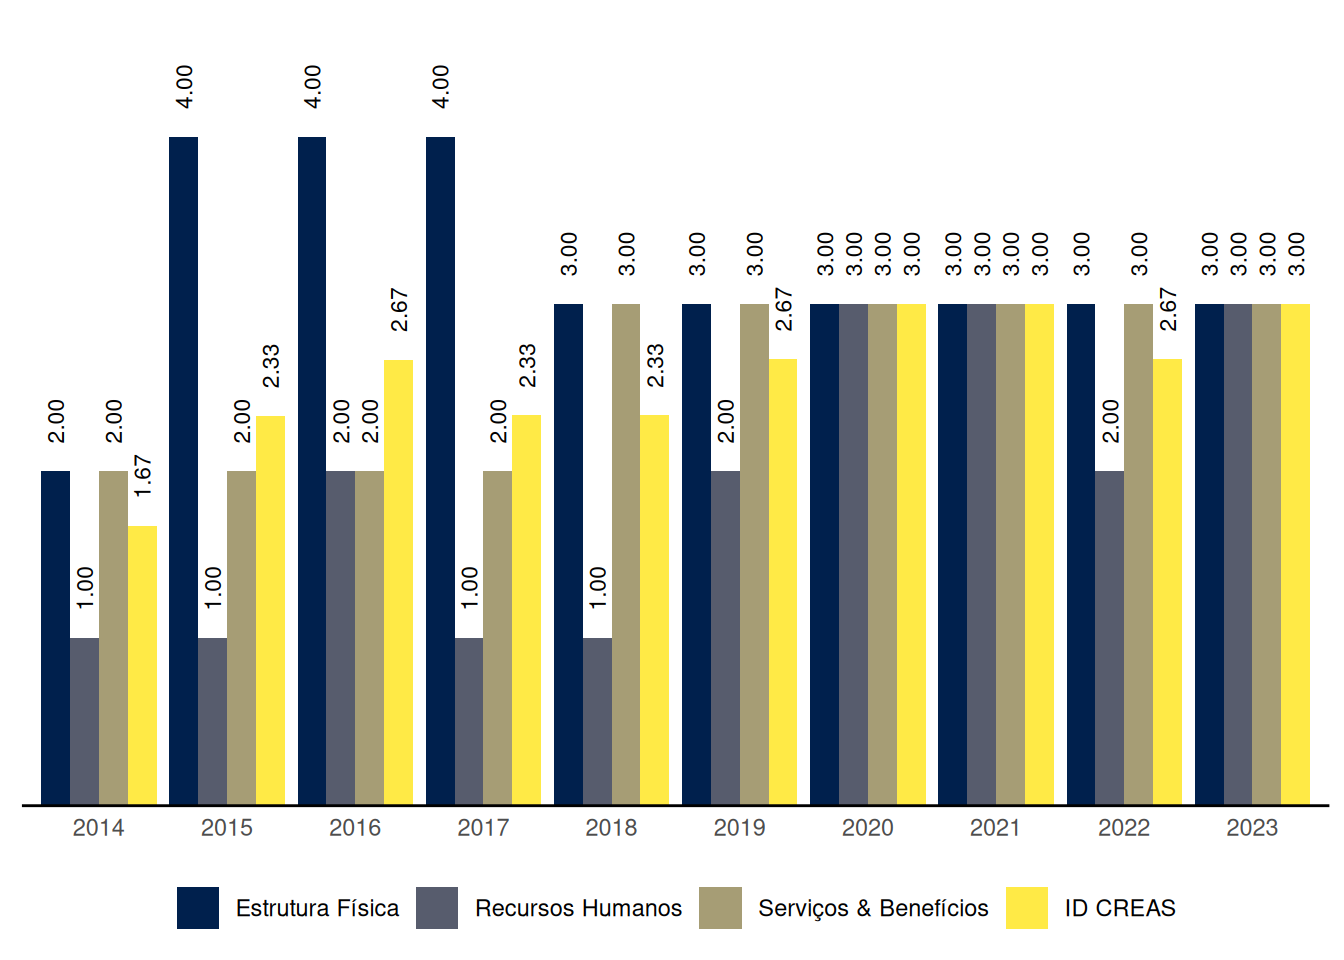 4.00 4.00 4.00
3.00 3.00 3.00 3.00 3.00 3.00 3.00 3.00 3.00 3.00 3.00 3.00 3.00 3.00 3.00 3.00 3.00 3.00
2.67 2.67 2.67
2.33 2.33 2.33
2.00 2.00 2.00 2.00 2.00 2.00 2.00 2.00
1.67
1.00 1.00 1.00 1.00
2014 2015 2016 2017 2018 2019 2020 2021 2022 2023
Estrutura Física Recursos Humanos Serviços & Benefícios ID CREAS